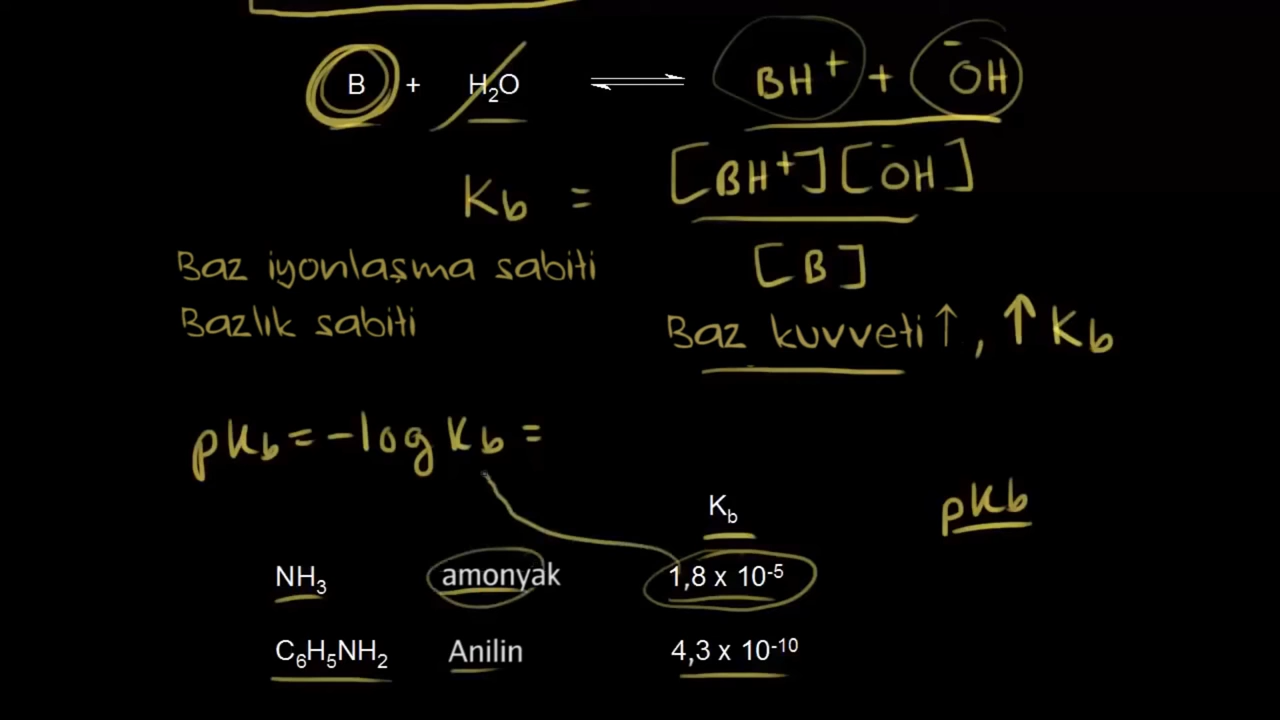 B + H₂O ⇌ BH⁺ + ⁻OH
Kb = [BH⁺][⁻OH] / [B]
Baz iyonlaşma sabiti
Bazlık sabiti
Baz kuvveti ↑, ↑ Kb
pKb = -log Kb =
Kb pKb
NH₃ amonyak 1,8 x 10⁻⁵
C₆H₅NH₂ Anilin 4,3 x 10⁻¹⁰